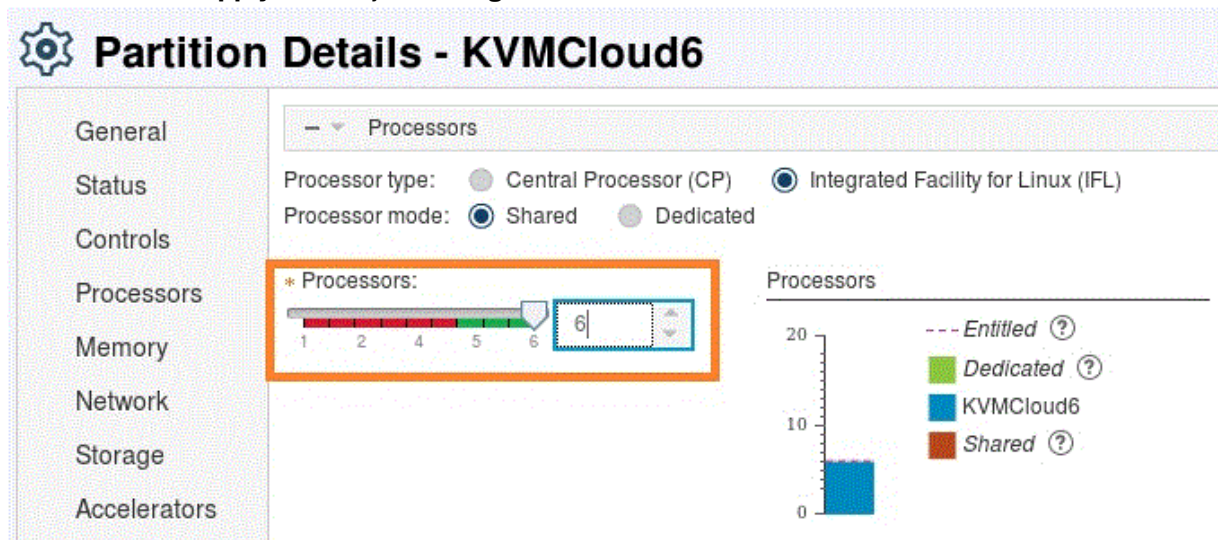 Partition Details - KVMCloud6
General
Status
Controls
Processors
Memory
Network
Storage
Accelerators
Processors
Processor type: Central Processor (CP) Integrated Facility for Linux (IFL)
Processor mode: Shared Dedicated
* Processors:
1 2 4 5 6
6
Processors
20
10
0
Entitled ?
Dedicated ?
KVMCloud6
Shared ?